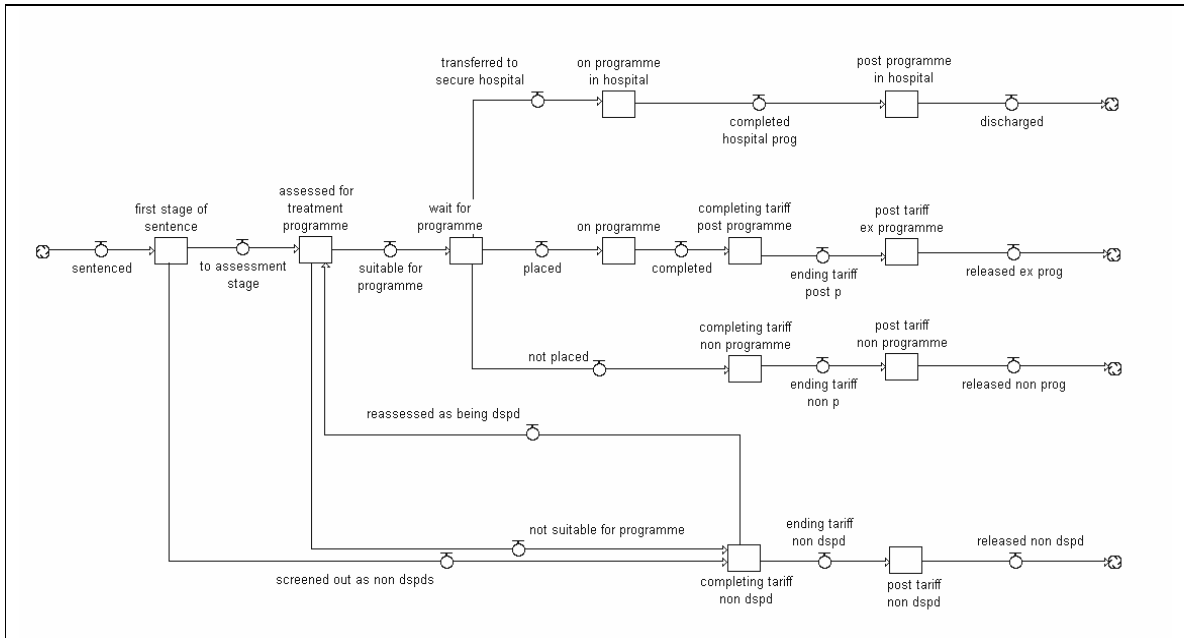 transferred to
secure hospital
on programme
in hospital
post programme
in hospital
completed
hospital prog
discharged
first stage of
sentence
assessed for
treatment
programme
wait for
programme
on programme
completing tariff
post programme
post tariff
ex programme
sentenced
to assessment
stage
suitable for
programme
placed
completed
ending tariff
post p
released ex prog
completing tariff
non programme
post tariff
non programme
not placed
ending tariff
non p
released non prog
reassessed as being dspd
not suitable for programme
ending tariff
non dspd
released non dspd
screened out as non dspds
completing tariff
non dspd
post tariff
non dspd